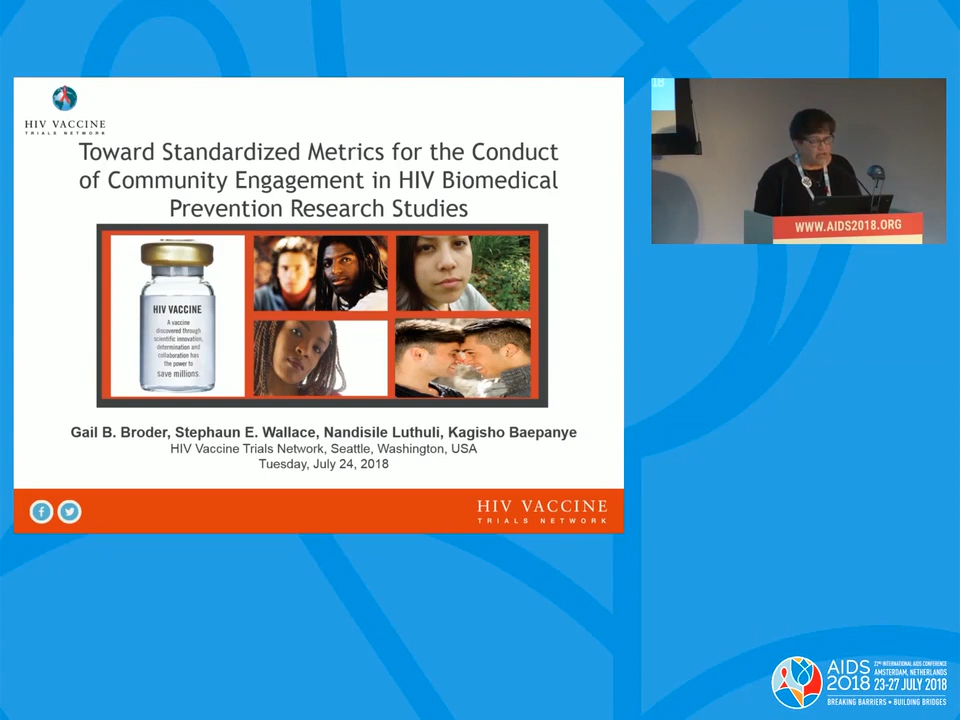 HIV VACCINE
TRIALS NETWORK
Toward Standardized Metrics for the Conduct
of Community Engagement in HIV Biomedical
Prevention Research Studies
HIV VACCINE
A vaccine
discovered through
scientific innovation,
determination and
collaboration has
the power to
save millions.
Gail B. Broder, Stephaun E. Wallace, Nandisile Luthuli, Kagisho Baepanye
HIV Vaccine Trials Network, Seattle, Washington, USA
Tuesday, July 24, 2018
HIV VACCINE
TRIALS NETWORK
18
WWW.AIDS2018.ORG
AIDS
2018
22ND INTERNATIONAL AIDS CONFERENCE
AMSTERDAM, NETHERLANDS
23-27 JULY 2018
BREAKING BARRIERS • BUILDING BRIDGES